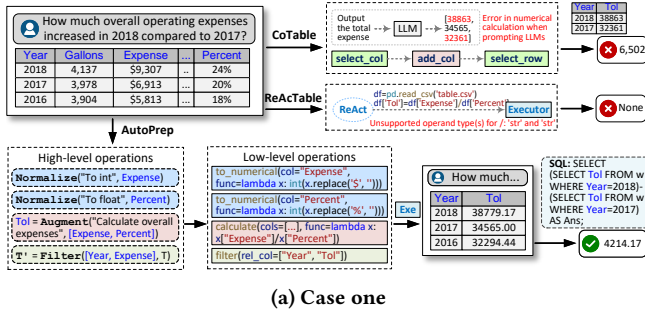 How much overall operating expenses
increased in 2018 compared to 2017?
Year Gallons Expense ... Percent
2018 4,137 $9,307 .. 24%
2017 3,978 $6,913 ... 20%
2016 3,904 $5,813 ... 18%
CoTable
Output
the total
expense
LLM
[38863,
34565,
32361]
Error in numerical
calculation when
prompting LLMs
select_col
add_col
select_row
Year Tol
2018 38863
2017 32361
6,502
ReAcTable
ReAct
df=pd.read_csv('table.csv')
df['Tol']=df['Expense']/df['Percent']
Executor
Unsupported operand type(s) for /: 'str' and 'str'
None
AutoPrep
High-level operations
Normalize("To int", Expense)
Normalize("To float", Percent)
Tol = Augment("Calculate overall
expenses", [Expense, Percent])
T' = Filter([Year, Expense], T)
Low-level operations
to_numerical(col="Expense",
func=lambda x: int(x.replace('$', '')))
to_numerical(col="Percent",
func=lambda x: int(x.replace('%', '')))
calculate(cols=[...], func=lambda x:
x["Expense"]/x["Percent"])
filter(rel_col=["Year", "Tol"])
Exe
How much...
Year Tol
2018 38779.17
2017 34565.00
2016 32294.44
SQL: SELECT
(SELECT Tol FROM w
WHERE Year=2018)-
(SELECT Tol FROM w
WHERE Year=2017)
AS Ans;
4214.17
(a) Case one